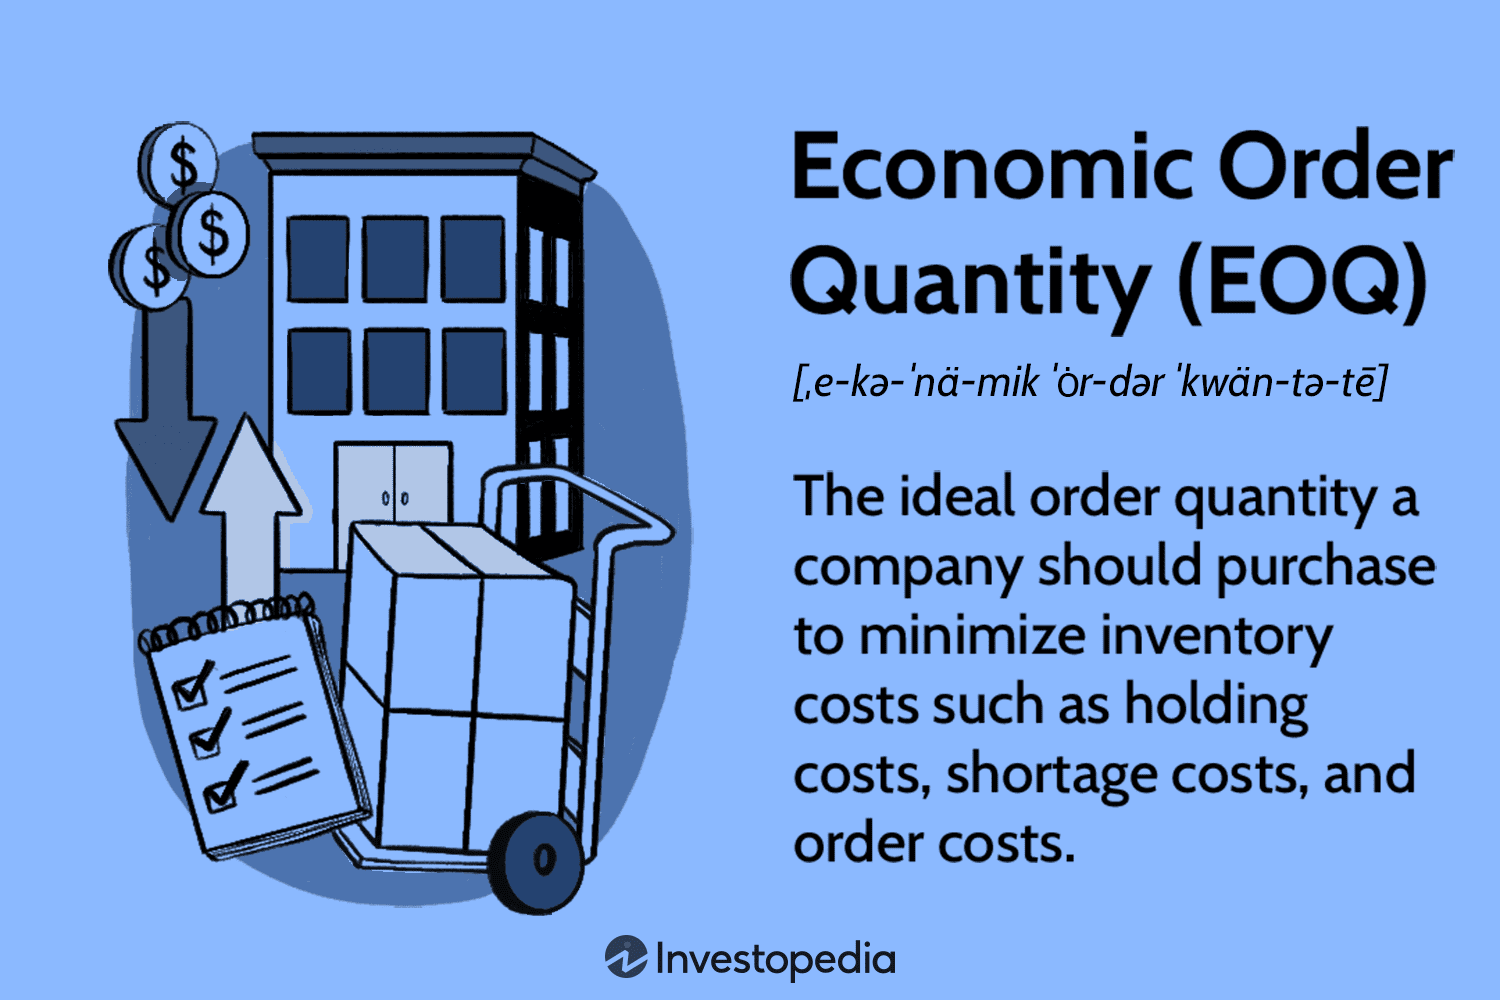 $
$
$
Economic Order
Quantity (EOQ)
[ˌe-kə-ˈnä-mik ˈȯr-dər ˈkwän-tə-tē]
The ideal order quantity a
company should purchase
to minimize inventory
costs such as holding
costs, shortage costs, and
order costs.
Investopedia